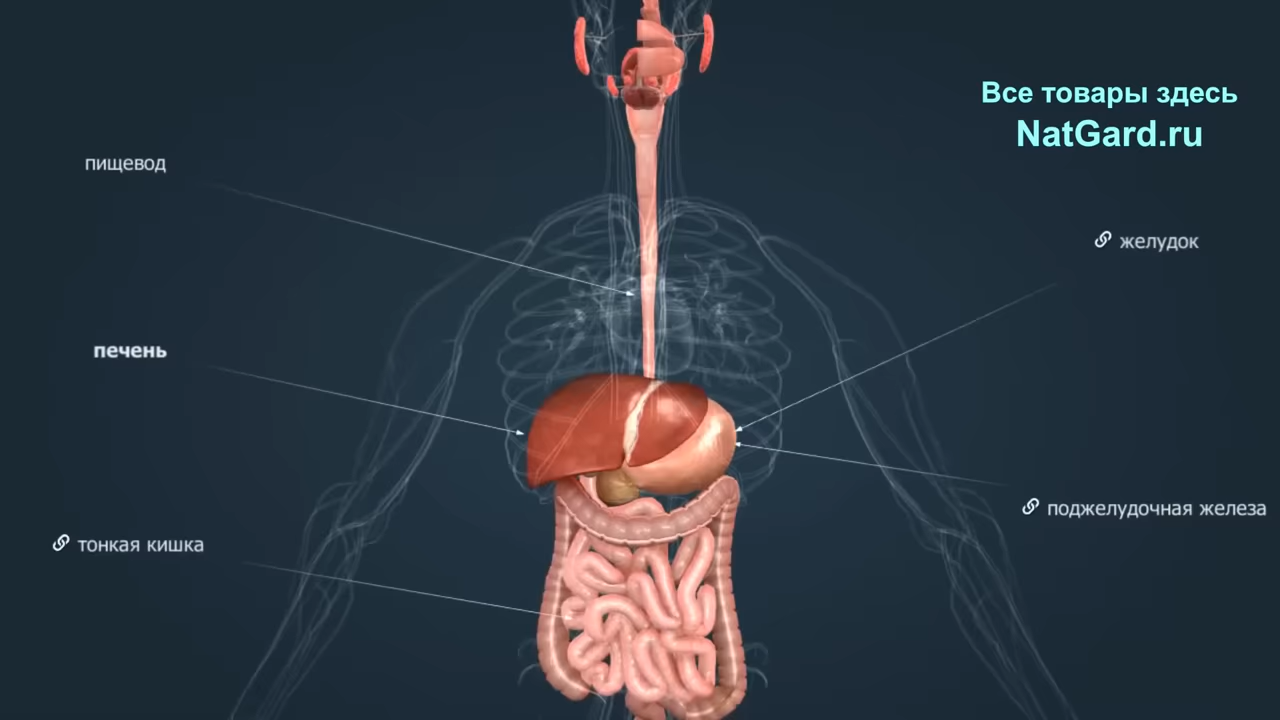 Все товары здесь
NatGard.ru
пищевод
желудок
печень
поджелудочная железа
тонкая кишка